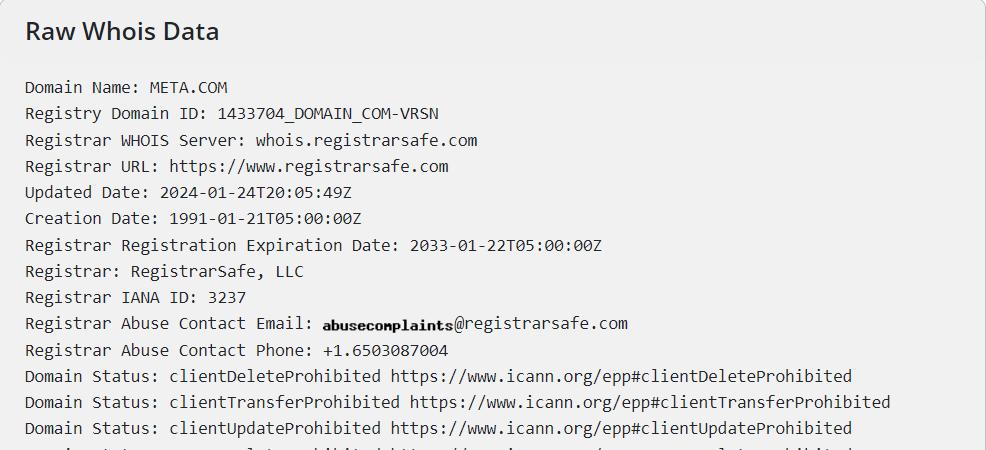 Raw Whois Data
Domain Name: META.COM
Registry Domain ID: 1433704_DOMAIN_COM-VRSN
Registrar WHOIS Server: whois.registrarsafe.com
Registrar URL: https://www.registrarsafe.com
Updated Date: 2024-01-24T20:05:49Z
Creation Date: 1991-01-21T05:00:00Z
Registrar Registration Expiration Date: 2033-01-22T05:00:00Z
Registrar: RegistrarSafe, LLC
Registrar IANA ID: 3237
Registrar Abuse Contact Email: abusecomplaints@registrarsafe.com
Registrar Abuse Contact Phone: +1.6503087004
Domain Status: clientDeleteProhibited https://www.icann.org/epp#clientDeleteProhibited
Domain Status: clientTransferProhibited https://www.icann.org/epp#clientTransferProhibited
Domain Status: clientUpdateProhibited https://www.icann.org/epp#clientUpdateProhibited